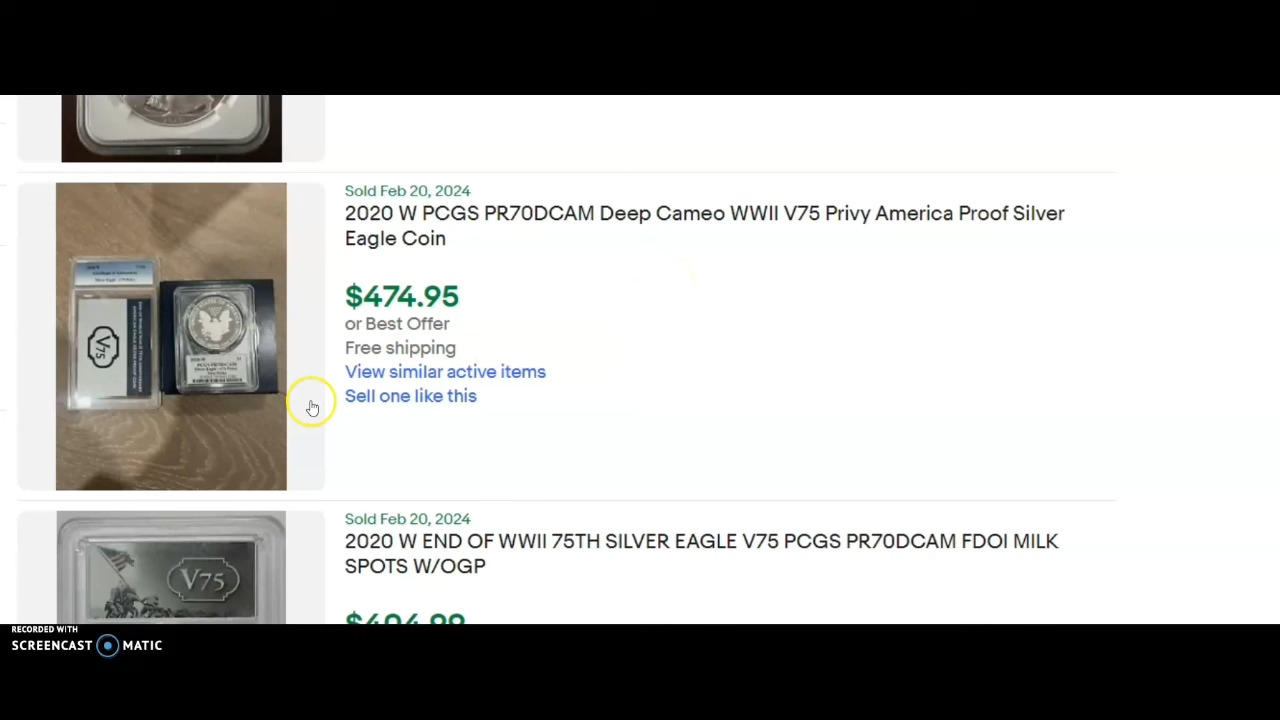 Sold Feb 20, 2024
2020 W PCGS PR70DCAM Deep Cameo WWII V75 Privy America Proof Silver
Eagle Coin
$474.95
or Best Offer
Free shipping
View similar active items
Sell one like this
V75
Sold Feb 20, 2024
2020 W END OF WWII 75TH SILVER EAGLE V75 PCGS PR70DCAM FDOI MILK
SPOTS W/OGP
V75
RECORDED WITH
SCREENCAST MATIC